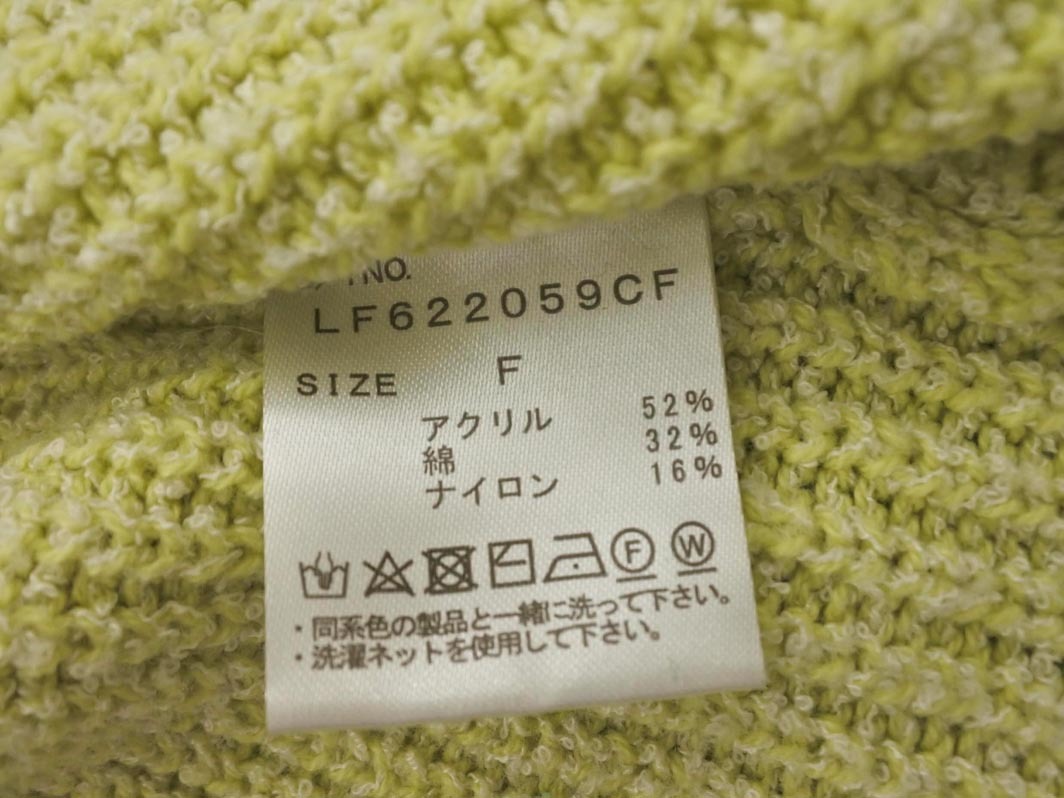 NO.
LF622059CF
SIZE F
アクリル 52%
綿 32%
ナイロン 16%
F W
・同系色の製品と一緒に洗って下さい。
・洗濯ネットを使用して下さい。